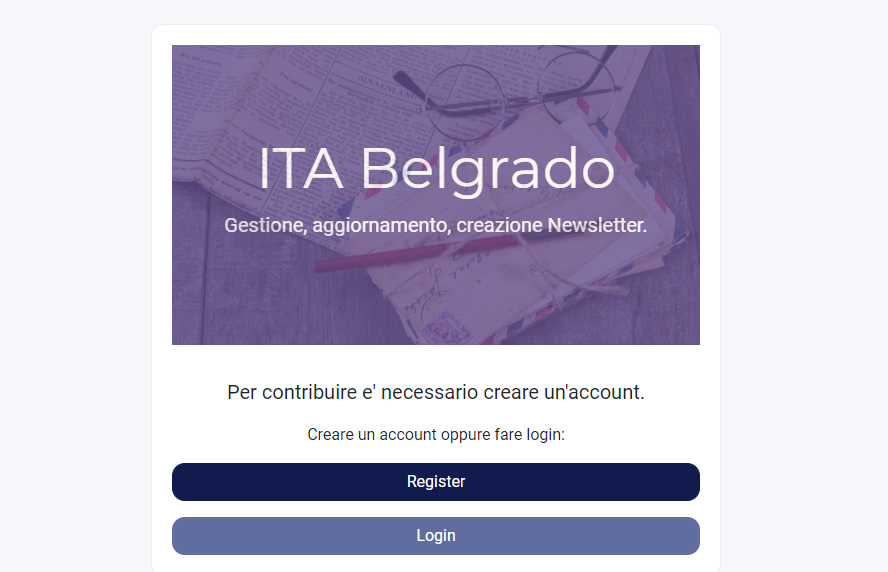 ITA Belgrado
Gestione, aggiornamento, creazione Newsletter.
Per contribuire e' necessario creare un'account.
Creare un account oppure fare login:
Register
Login